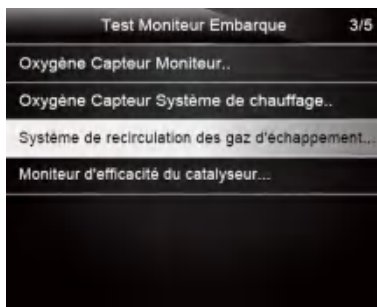 Test Moniteur Embarque 3/5
Oxygène Capteur Moniteur..
Oxygène Capteur Système de chauffage..
Système de recirculation des gaz d'échappement...
Moniteur d'efficacité du catalyseur...